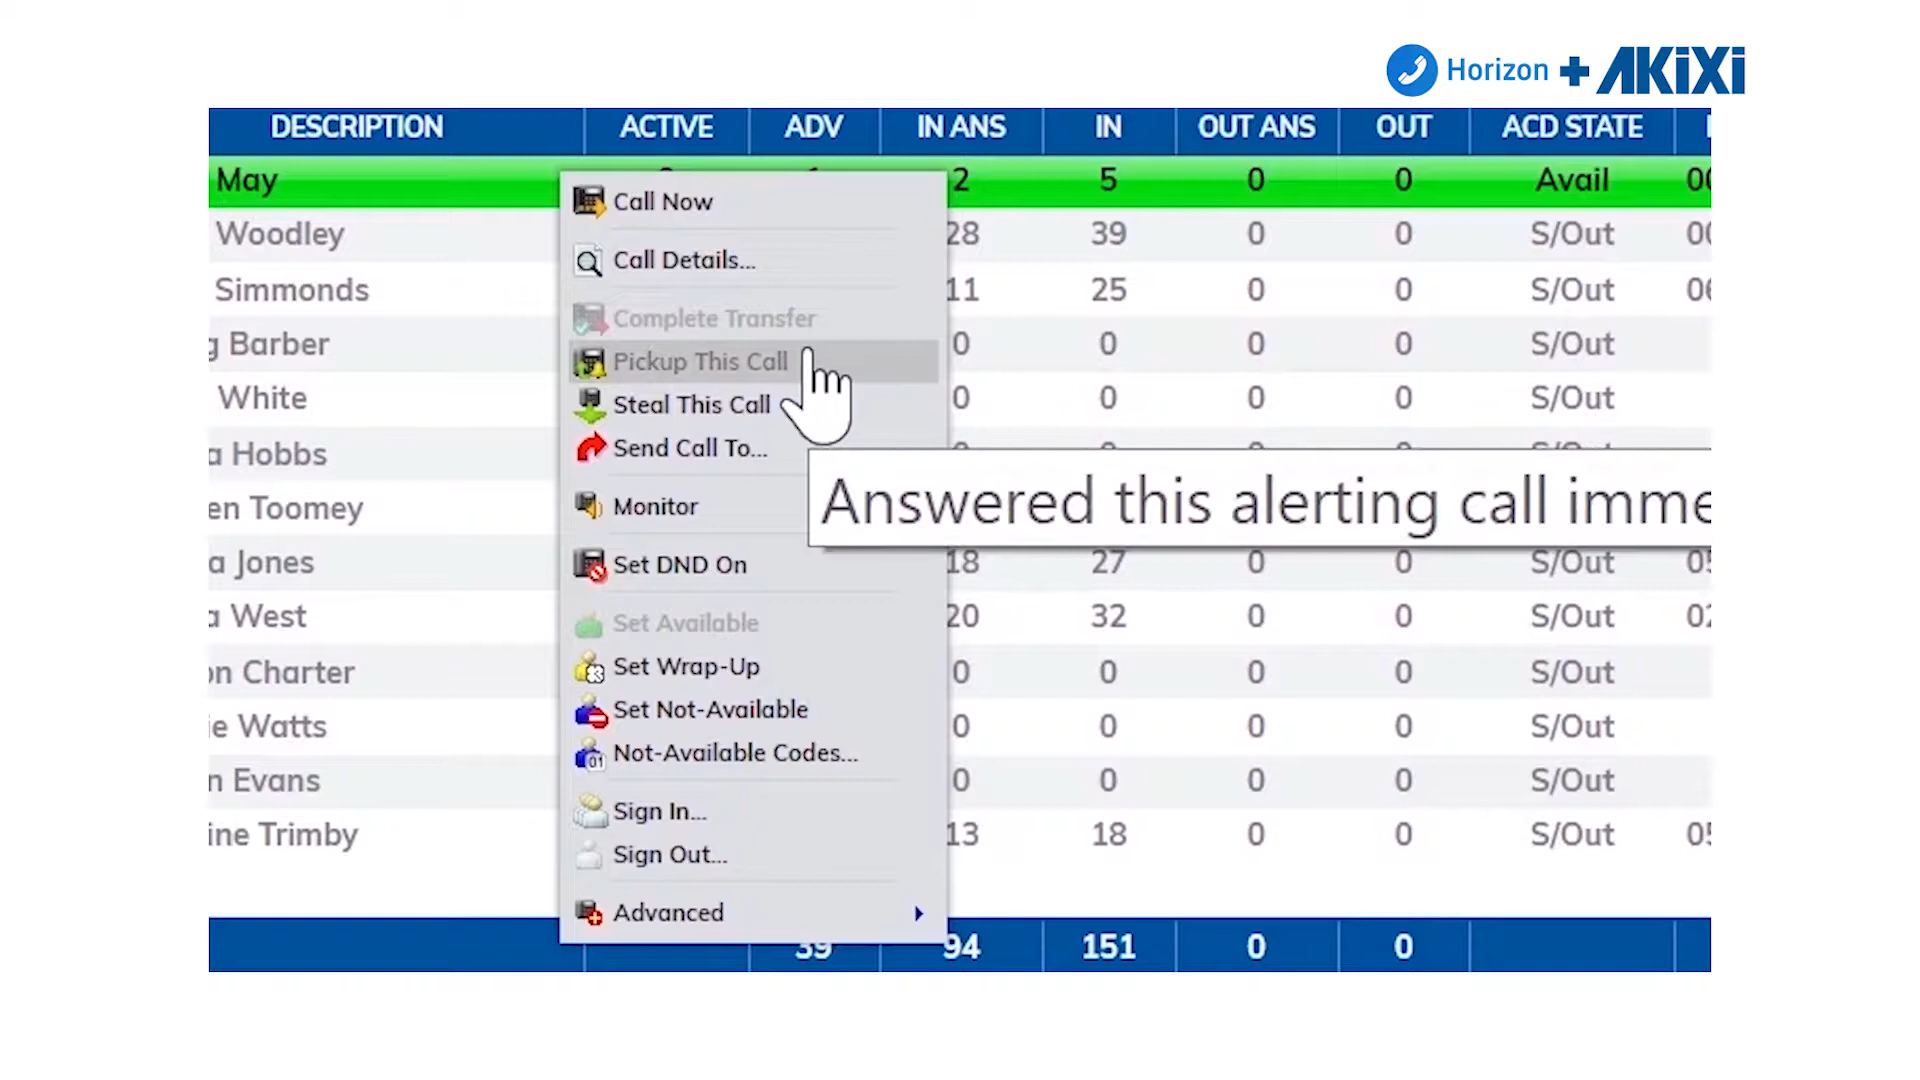 Horizon + AKiXi
DESCRIPTION ACTIVE ADV IN ANS IN OUT ANS OUT ACD STATE
May 2 5 0 0 Avail
Woodley 28 39 0 0 S/Out
Simmonds 11 25 0 0 S/Out
g Barber 0 0 0 0 S/Out
White 0 0 0 0 S/Out
a Hobbs
en Toomey
a Jones 18 27 0 0 S/Out
a West 20 32 0 0 S/Out
on Charter 0 0 0 0 S/Out
ie Watts 0 0 0 0 S/Out
n Evans 0 0 0 0 S/Out
ine Trimby 13 18 0 0 S/Out
39 94 151 0 0
Call Now
Call Details...
Complete Transfer
Pickup This Call
Steal This Call
Send Call To...
Monitor
Set DND On
Set Available
Set Wrap-Up
Set Not-Available
Not-Available Codes...
Sign In...
Sign Out...
Advanced
Answered this alerting call imme